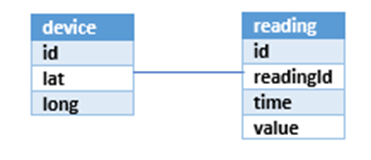 device
id
lat
long
reading
id
readingId
time
value